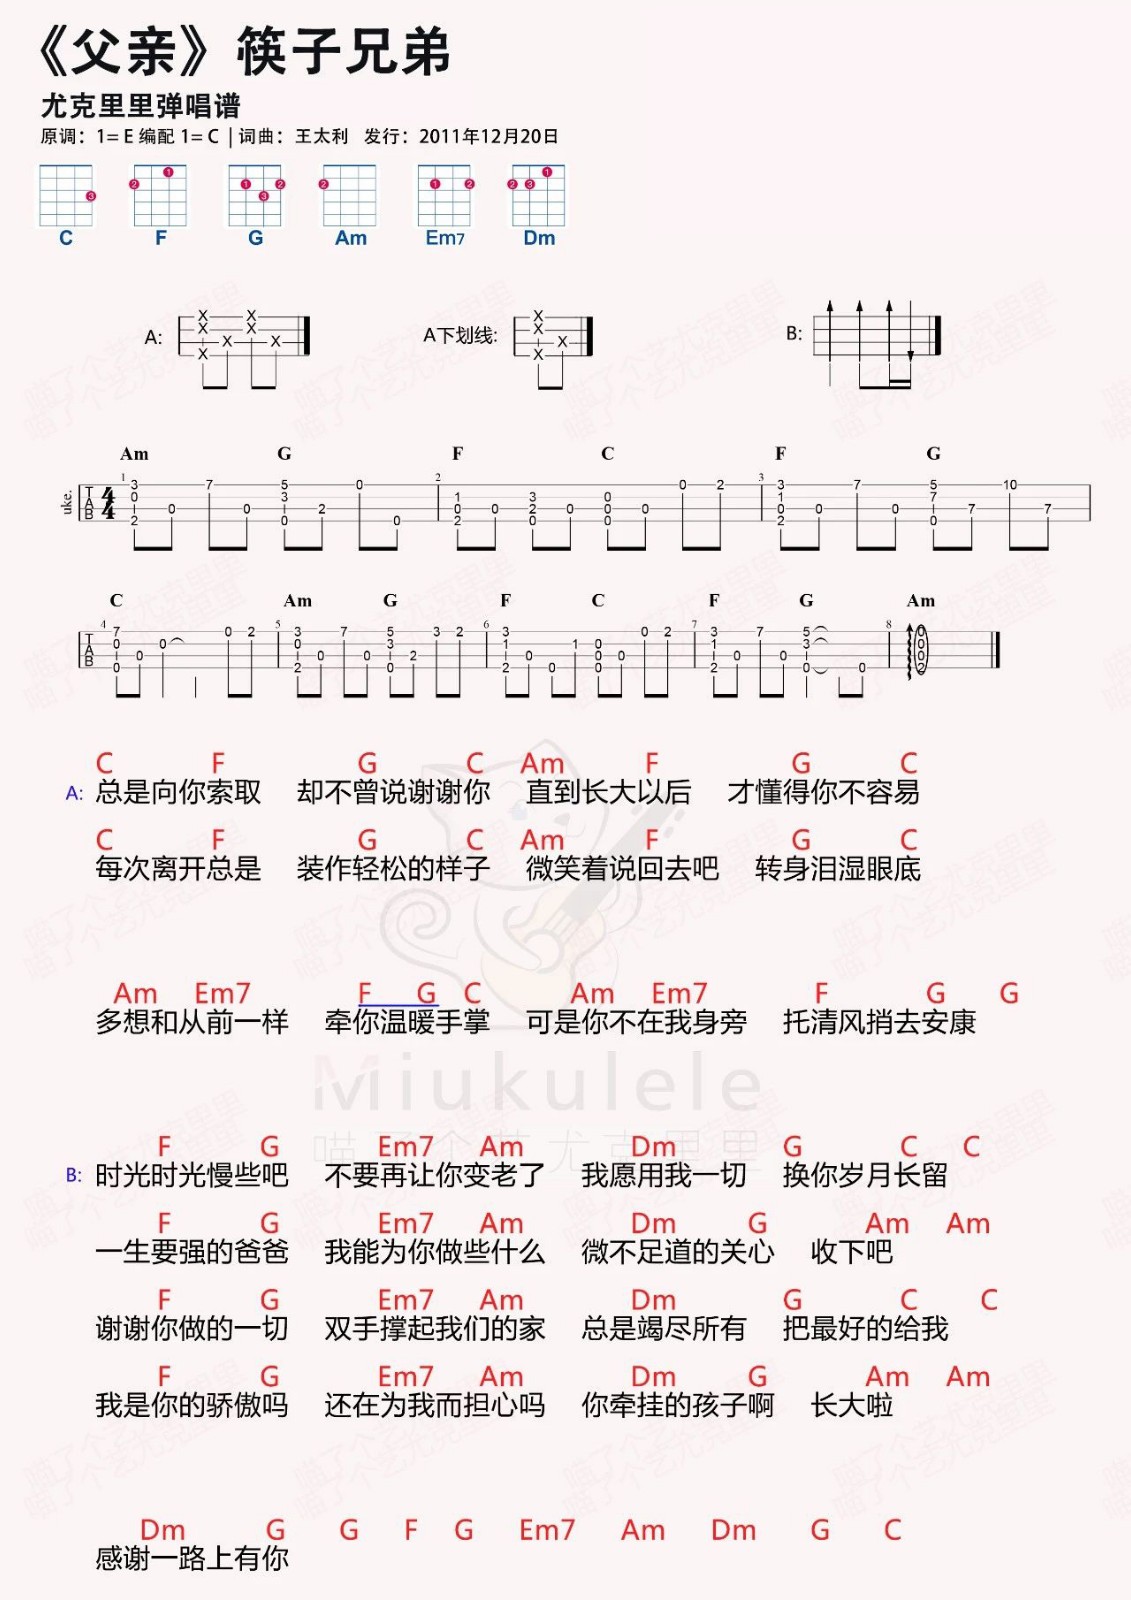 《父亲》筷子兄弟
尤克里里弹唱谱
原调：1=E 编配 1=C | 词曲：王太利 发行：2011年12月20日
C F G Am Em7 Dm
A: A下划线: B:
Am G F C F G
C Am G F C F G Am
C F G C Am F G C
A: 总是向你索取 却不曾说谢谢你 直到长大以后 才懂得你不容易
C F G C Am F G C
每次离开总是 装作轻松的样子 微笑着说回去吧 转身泪湿眼底
Am Em7 F G C Am Em7 F G G
多想和从前一样 牵你温暖手掌 可是你不在我身旁 托清风捎去安康
Miukulele
喵了个艺尤克里里
F G Em7 Am Dm G C C
B: 时光时光慢些吧 不要再让你变老了 我愿用我一切 换你岁月长留
F G Em7 Am Dm G Am Am
一生要强的爸爸 我能为你做些什么 微不足道的关心 收下吧
F G Em7 Am Dm G C C
谢谢你做的一切 双手撑起我们的家 总是竭尽所有 把最好的给我
F G Em7 Am Dm G Am Am
我是你的骄傲吗 还在为我而担心吗 你牵挂的孩子啊 长大啦
Dm G G F G Em7 Am Dm G C
感谢一路上有你